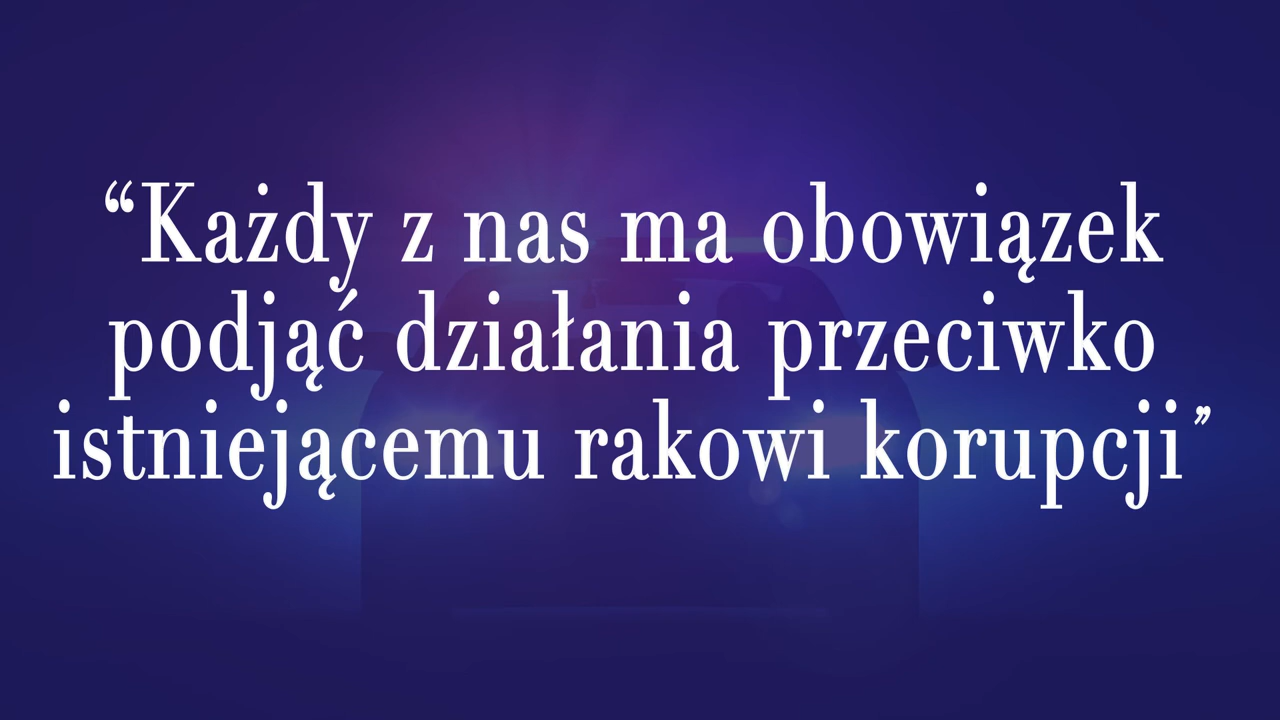 “Każdy z nas ma obowiązek
podjąć działania przeciwko
istniejącemu rakowi korupcji”